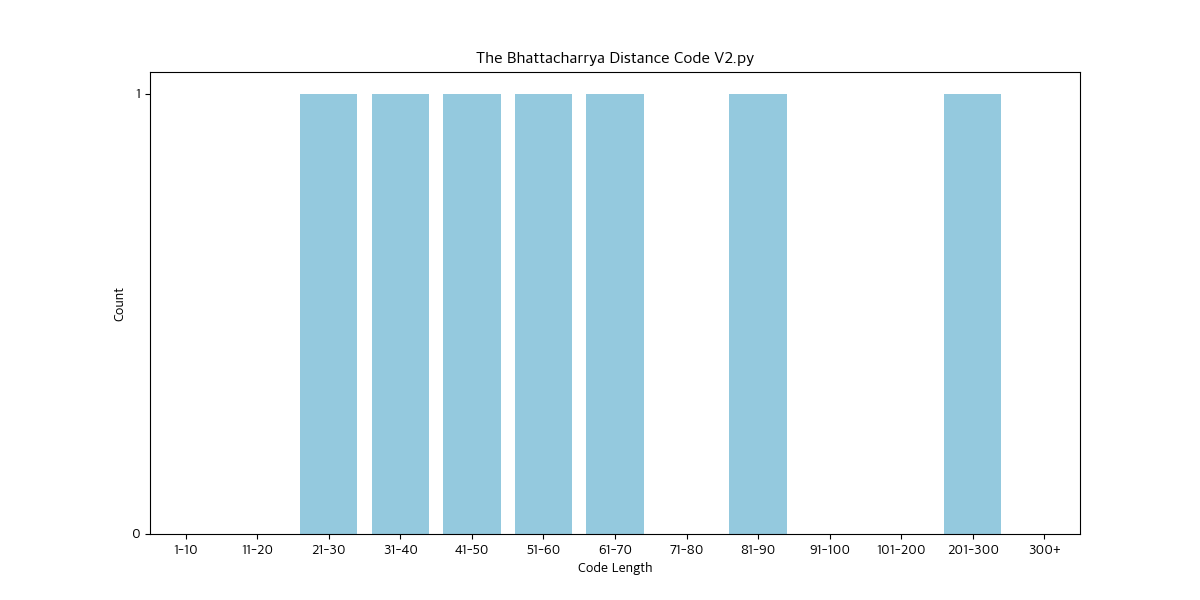 The Bhattacharrya Distance Code V2.py
1
Count
0
1-10 11-20 21-30 31-40 41-50 51-60 61-70 71-80 81-90 91-100 101-200 201-300 300+
Code Length